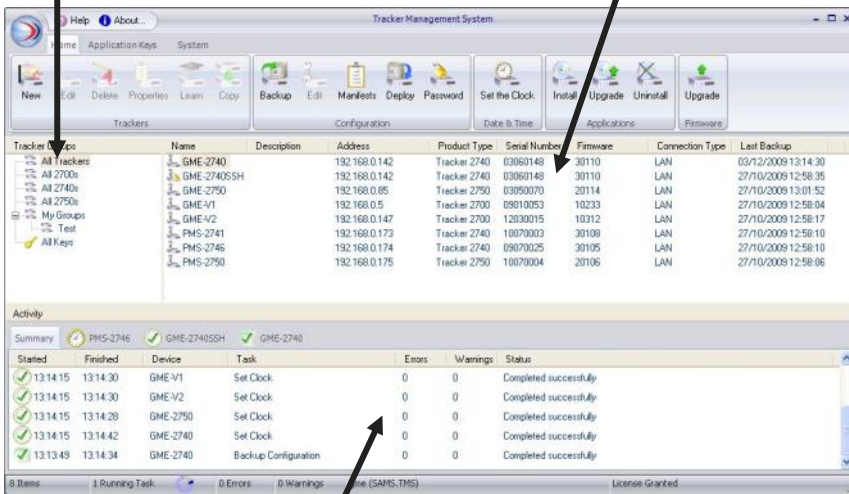 Help About... Tracker Management System
Home Application Keys System
New Edit Delete Properties Learn Copy Backup Edit Manifests Deploy Password Set the Clock Install Upgrade Uninstall Upgrade
Trackers Configuration Date & Time Applications Firmware
Tracker Groups Name Description Address Product Type Serial Number Firmware Connection Type Last Backup
All Trackers GME-2740 192.168.0.142 Tracker 2740 03060148 30110 LAN 03/12/2009 13:14:30
All 2700s GME-2740SSH 192.168.0.142 Tracker 2740 03060148 30110 LAN 27/10/2009 12:58:35
All 2740s GME-2750 192.168.0.85 Tracker 2750 03050070 20114 LAN 27/10/2009 13:01:52
All 2750s GME-V1 192.168.0.5 Tracker 2700 09010053 10233 LAN 27/10/2009 12:58:04
My Groups GME-V2 192.168.0.147 Tracker 2700 12030015 10312 LAN 27/10/2009 12:58:17
Test PMS-2741 192.168.0.173 Tracker 2740 10070003 30108 LAN 27/10/2009 12:58:10
All Keys PMS-2746 192.168.0.174 Tracker 2740 09070025 30105 LAN 27/10/2009 12:58:10
PMS-2750 192.168.0.175 Tracker 2750 10070004 20106 LAN 27/10/2009 12:58:06
Activity
Summary PMS-2746 GME-2740SSH GME-2740
Started Finished Device Task Errors Warnings Status
13:14:15 13:14:30 GME-V1 Set Clock 0 0 Completed successfully
13:14:15 13:14:30 GME-V2 Set Clock 0 0 Completed successfully
13:14:15 13:14:28 GME-2750 Set Clock 0 0 Completed successfully
13:14:15 13:14:42 GME-2740 Set Clock 0 0 Completed successfully
13:13:49 13:14:34 GME-2740 Backup Configuration 0 0 Completed successfully
8 Items 1 Running Task 0 Errors 0 Warnings (SAMS.TMS) License Granted